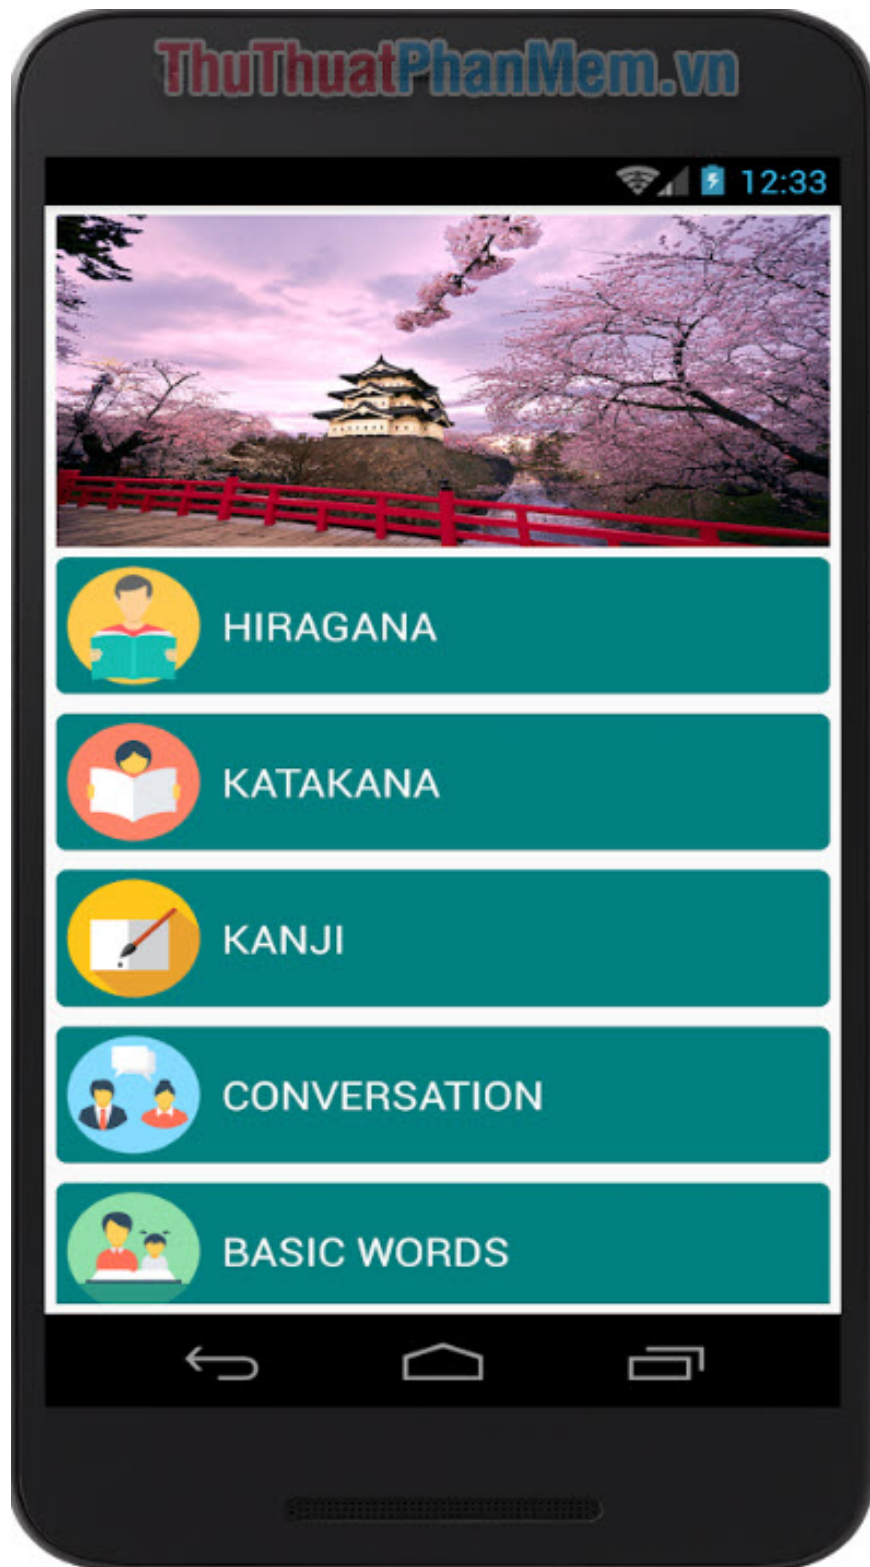 ThuThuatPhanMem.vn
12:33
HIRAGANA
KATAKANA
KANJI
CONVERSATION
BASIC WORDS